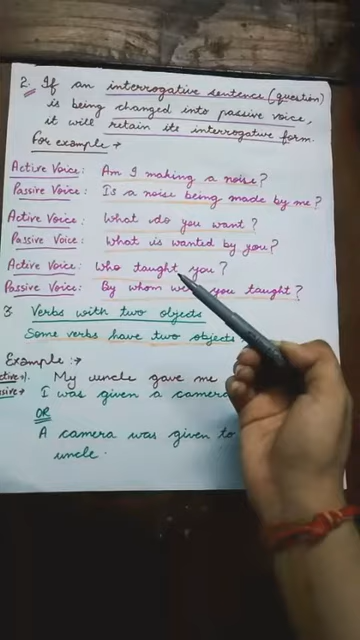 2. If an interrogative sentence (question)
is being changed into passive voice,
it will retain its interrogative form.
For example →
Active Voice: Am I making a noise?
Passive Voice: Is a noise being made by me?
Active Voice: What do you want?
Passive Voice: What is wanted by you?
Active Voice: Who taught you?
Passive Voice: By whom you taught?
3. Verbs with two objects
Some verbs have two objects
Example :→
My uncle gave me
I was given a camera
OR
A camera was given to
uncle.